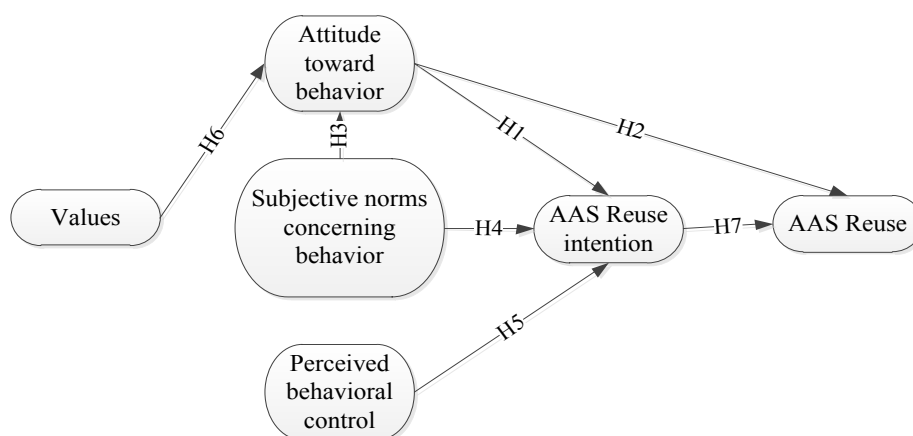 Attitude
toward
behavior
H6
H3
H1
H2
Values
Subjective norms
concerning
behavior
H4
AAS Reuse
intention
H7
AAS Reuse
H5
Perceived
behavioral
control